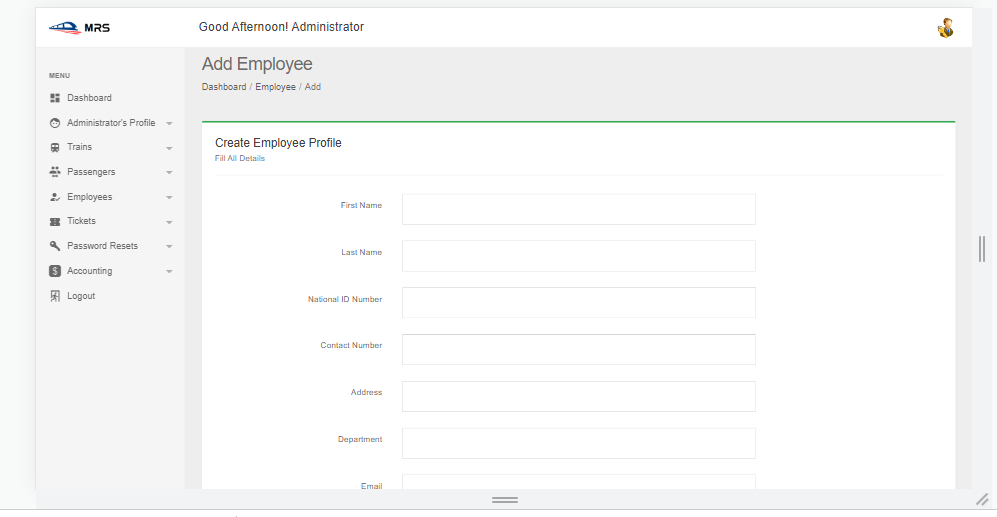 MRS
Good Afternoon! Administrator
MENU
Dashboard
Administrator's Profile
Trains
Passengers
Employees
Tickets
Password Resets
$ Accounting
Logout
Add Employee
Dashboard / Employee / Add
Create Employee Profile
Fill All Details
First Name
Last Name
National ID Number
Contact Number
Address
Department
Email